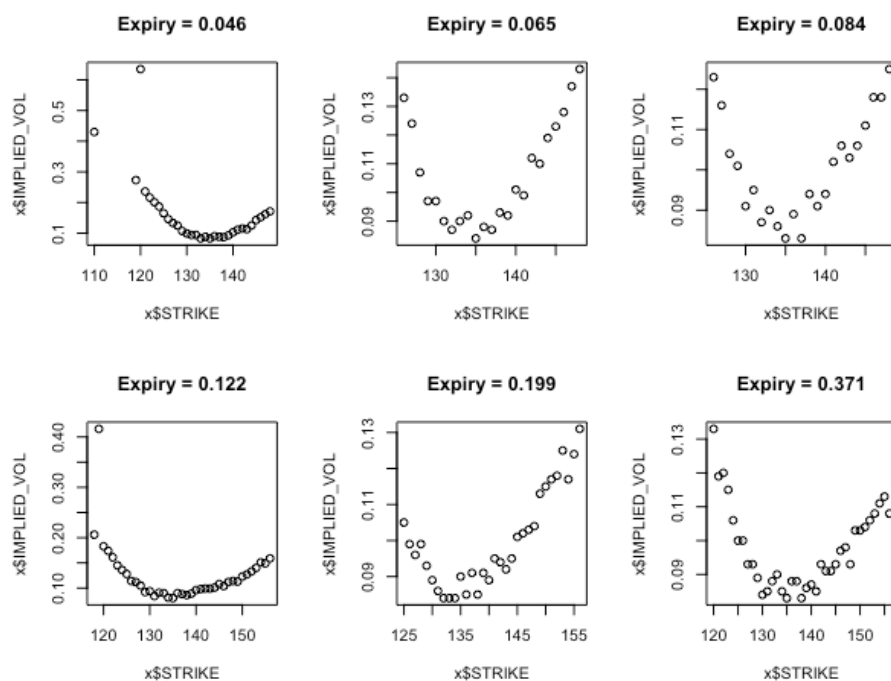 Expiry = 0.046
x$IMPLIED_VOL
0.1 0.3 0.5
110 120 130 140
x$STRIKE
Expiry = 0.065
x$IMPLIED_VOL
0.09 0.11 0.13
130 140
x$STRIKE
Expiry = 0.084
x$IMPLIED_VOL
0.09 0.11
130 140
x$STRIKE
Expiry = 0.122
x$IMPLIED_VOL
0.10 0.20 0.30 0.40
120 130 140 150
x$STRIKE
Expiry = 0.199
x$IMPLIED_VOL
0.09 0.11 0.13
125 135 145 155
x$STRIKE
Expiry = 0.371
x$IMPLIED_VOL
0.09 0.11 0.13
120 130 140 150
x$STRIKE